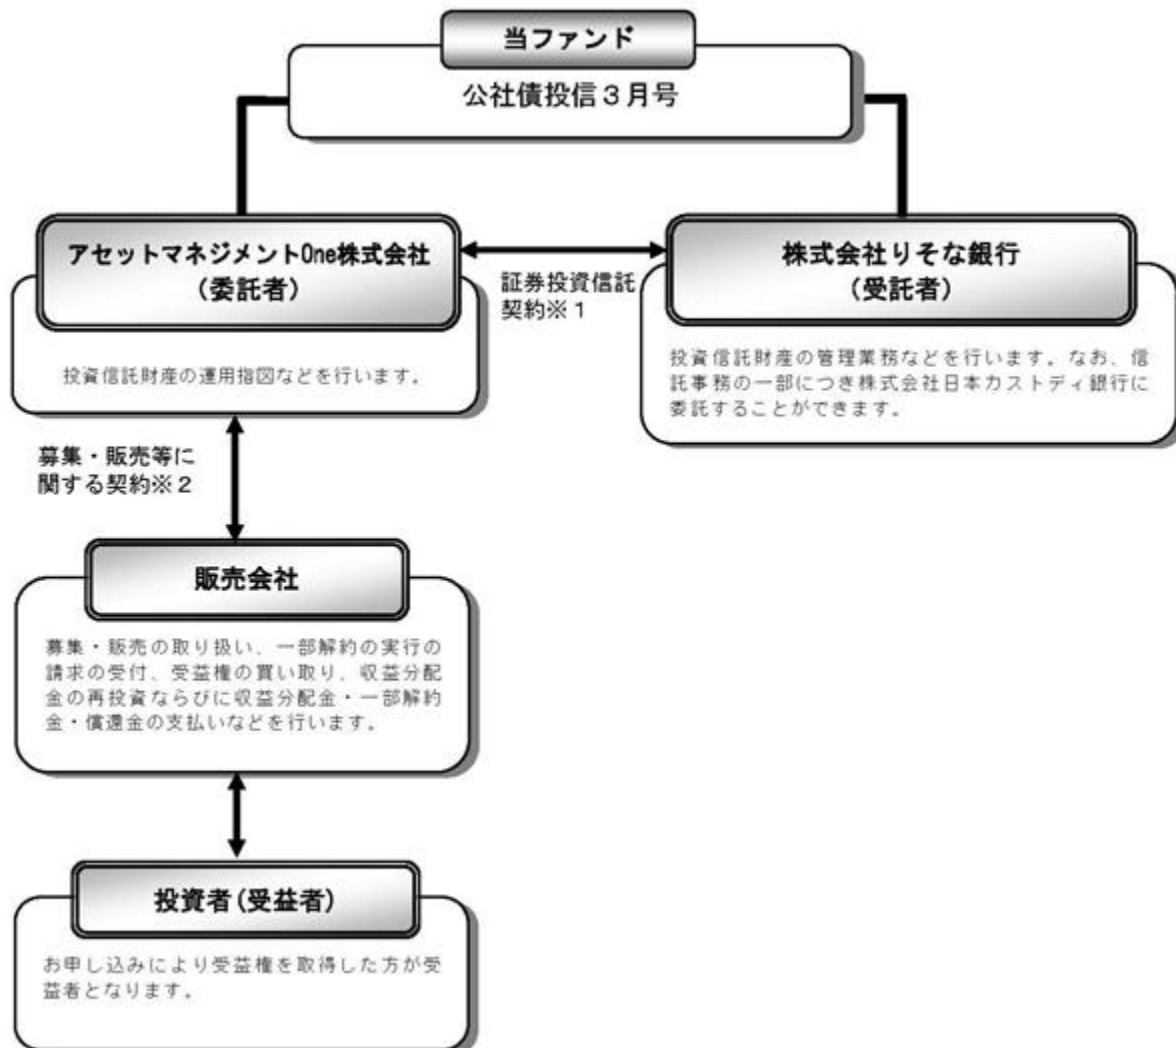 当ファンド
公社債投信３月号
アセットマネジメントOne株式会社
（委託者）
投資信託財産の運用指図などを行います。
証券投資信託
契約※１
株式会社りそな銀行
（受託者）
投資信託財産の管理業務などを行います。なお、信
託事務の一部につき株式会社日本カストディ銀行に
委託することができます。
募集・販売等に
関する契約※２
販売会社
募集・販売の取り扱い、一部解約の実行の
請求の受付、受益権の買い取り、収益分配
金の再投資ならびに収益分配金・一部解約
金・償還金の支払いなどを行います。
投資者(受益者)
お申し込みにより受益権を取得した方が受
益者となります。